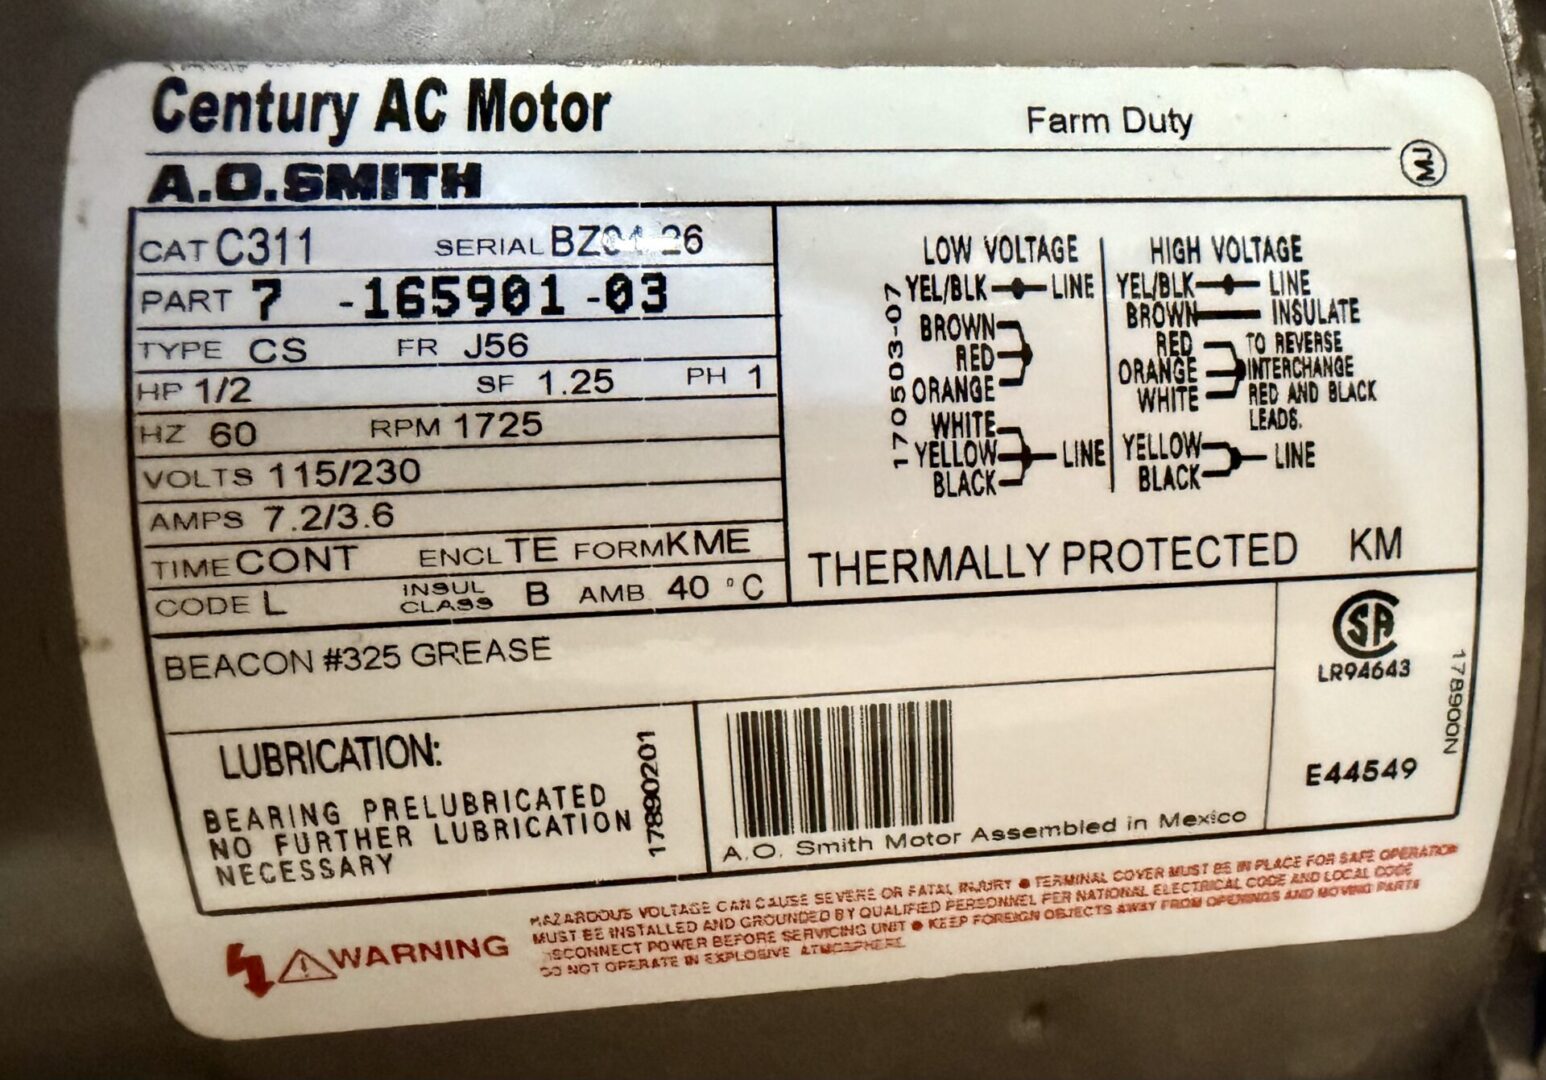 Century AC Motor
Farm Duty
MJ
A.O.SMITH
CAT C311 SERIAL
PART 7 -165901-03
TYPE CS FR J56
HP 1/2 SF 1.25 PH 1
HZ 60 RPM 1725
VOLTS 115/230
AMPS 7.2/3.6
TIME CONT ENCL TE FORM KME
CODE L INSUL CLASS B AMB 40 °C
170503-07
LOW VOLTAGE
YEL/BLK LINE
BROWN
RED
ORANGE
WHITE
YELLOW LINE
BLACK
HIGH VOLTAGE
YEL/BLK LINE
BROWN INSULATE
RED TO REVERSE
ORANGE INTERCHANGE
WHITE RED AND BLACK
LEADS.
YELLOW LINE
BLACK
THERMALLY PROTECTED KM
BEACON #325 GREASE
SA
LR94643
178900N
E44549
LUBRICATION:
BEARING PRELUBRICATED
NO FURTHER LUBRICATION
NECESSARY
17890201
A.O. Smith Motor Assembled in Mexico
WARNING
HAZARDOUS VOLTAGE CAN CAUSE SEVERE OR FATAL INJURY ● TERMINAL COVER MUST BE IN PLACE FOR SAFE OPERATION
MUST BE INSTALLED AND GROUNDED BY QUALIFIED PERSONNEL PER NATIONAL ELECTRICAL CODE AND LOCAL CODE
DISCONNECT POWER BEFORE SERVICING UNIT ● KEEP FOREIGN OBJECTS AWAY FROM OPENINGS AND MOVING PARTS
DO NOT OPERATE IN EXPLOSIVE ATMOSPHERE.